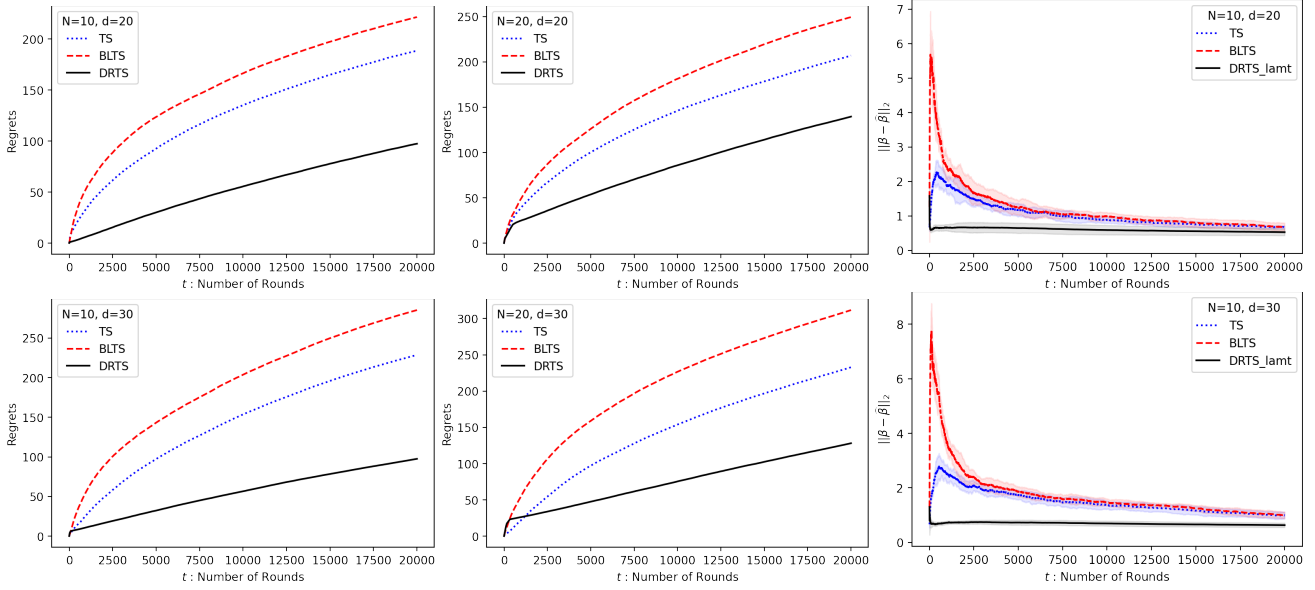 N=10, d=20
TS
BLTS
DRTS
Regrets
200
150
100
50
0
0 2500 5000 7500 10000 12500 15000 17500 20000
t : Number of Rounds
N=20, d=20
TS
BLTS
DRTS
Regrets
250
200
150
100
50
0
0 2500 5000 7500 10000 12500 15000 17500 20000
t : Number of Rounds
N=10, d=20
TS
BLTS
DRTS_lamt
||β − β̂||₂
7
6
5
4
3
2
1
0
0 2500 5000 7500 10000 12500 15000 17500 20000
t : Number of Rounds
N=10, d=30
TS
BLTS
DRTS
Regrets
250
200
150
100
50
0
0 2500 5000 7500 10000 12500 15000 17500 20000
t : Number of Rounds
N=20, d=30
TS
BLTS
DRTS
Regrets
300
250
200
150
100
50
0
0 2500 5000 7500 10000 12500 15000 17500 20000
t : Number of Rounds
N=10, d=30
TS
BLTS
DRTS_lamt
||β − β̂||₂
8
6
4
2
0
0 2500 5000 7500 10000 12500 15000 17500 20000
t : Number of Rounds